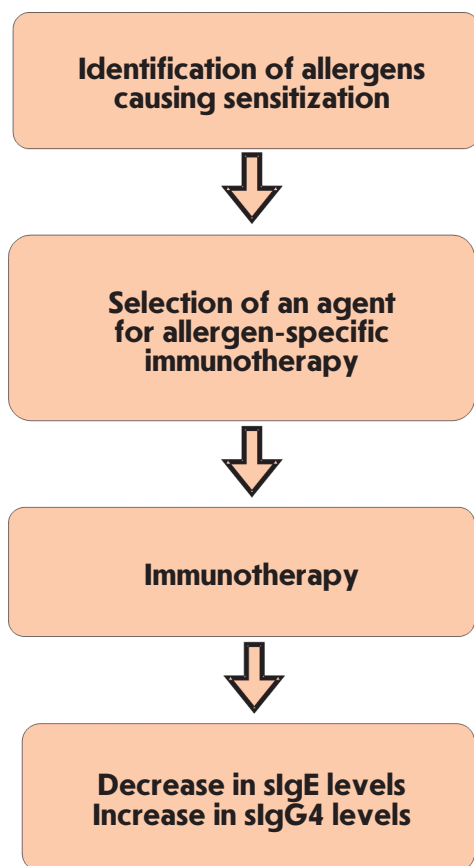 Identification of allergens
causing sensitization
Selection of an agent
for allergen-specific
immunotherapy
Immunotherapy
Decrease in sIgE levels
Increase in sIgG4 levels